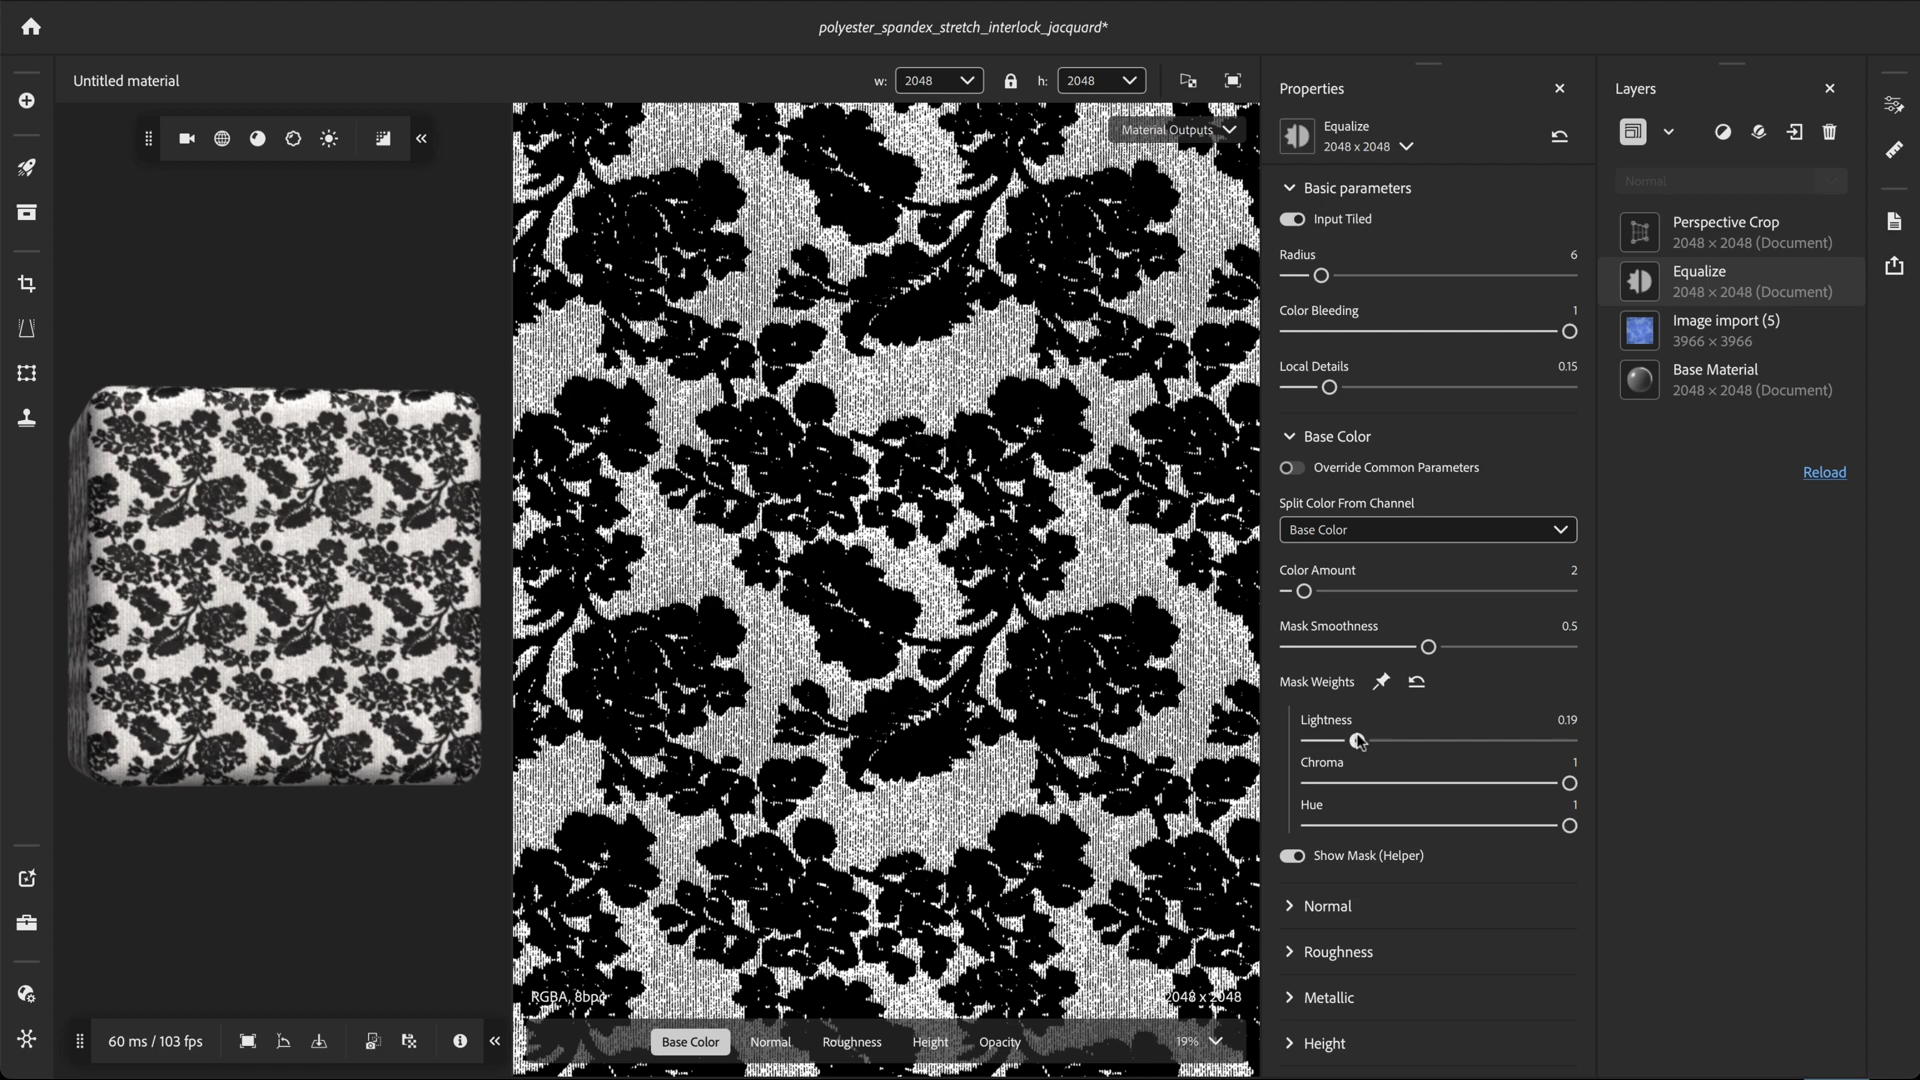 polyester_spandex_stretch_interlock_jacquard*
Untitled material
w: 2048
h: 2048
Material Outputs
RGBA, 8bpc
2048 x 2048
60 ms / 103 fps
Base Color
Normal
Roughness
Height
Opacity
19%
Properties
Equalize
2048 x 2048
Basic parameters
Input Tiled
Radius 6
Color Bleeding 1
Local Details 0.15
Base Color
Override Common Parameters
Split Color From Channel
Base Color
Color Amount 2
Mask Smoothness 0.5
Mask Weights
Lightness 0.19
Chroma 1
Hue 1
Show Mask (Helper)
Normal
Roughness
Metallic
Height
Layers
Normal
Perspective Crop
2048 × 2048 (Document)
Equalize
2048 × 2048 (Document)
Image import (5)
3966 × 3966
Base Material
2048 × 2048 (Document)
Reload